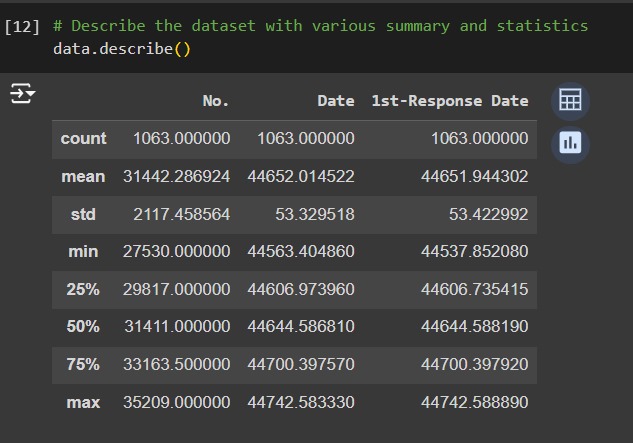 [12] # Describe the dataset with various summary and statistics
data.describe()
No. Date 1st-Response Date
count 1063.000000 1063.000000 1063.000000
mean 31442.286924 44652.014522 44651.944302
std 2117.458564 53.329518 53.422992
min 27530.000000 44563.404860 44537.852080
25% 29817.000000 44606.973960 44606.735415
50% 31411.000000 44644.586810 44644.588190
75% 33163.500000 44700.397570 44700.397920
max 35209.000000 44742.583330 44742.588890